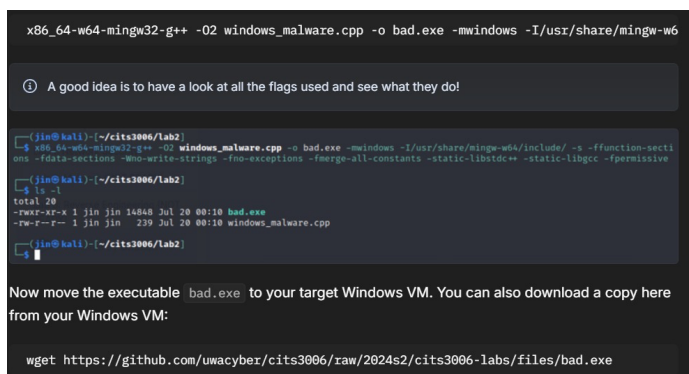 x86_64-w64-mingw32-g++ -O2 windows_malware.cpp -o bad.exe -mwindows -I/usr/share/mingw-w6
A good idea is to have a look at all the flags used and see what they do!
┌──(jin㉿kali)-[~/cits3006/lab2]
└─$ x86_64-w64-mingw32-g++ -O2 windows_malware.cpp -o bad.exe -mwindows -I/usr/share/mingw-w64/include/ -s -ffunction-secti
ons -fdata-sections -Wno-write-strings -fno-exceptions -fmerge-all-constants -static-libstdc++ -static-libgcc -fpermissive
┌──(jin㉿kali)-[~/cits3006/lab2]
└─$ ls -l
total 20
-rwxr-xr-x 1 jin jin 14848 Jul 20 00:10 bad.exe
-rw-r--r-- 1 jin jin   239 Jul 20 00:10 windows_malware.cpp
┌──(jin㉿kali)-[~/cits3006/lab2]
└─$
Now move the executable bad.exe to your target Windows VM. You can also download a copy here
from your Windows VM:
wget https://github.com/uwacyber/cits3006/raw/2024s2/cits3006-labs/files/bad.exe